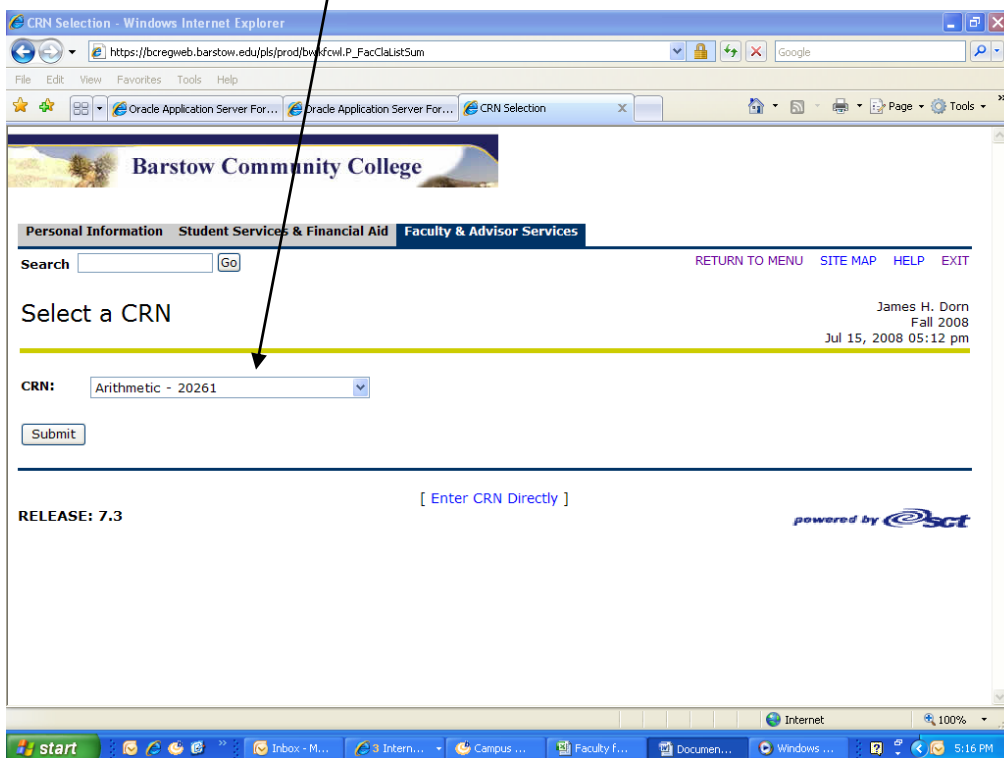 CRN Selection - Windows Internet Explorer
https://bcregweb.barstow.edu/pls/prod/bwlkfcwl.P_FacClaListSum
Google
File Edit View Favorites Tools Help
Oracle Application Server For... Oracle Application Server For... CRN Selection x Page Tools
Barstow Community College
Personal Information Student Services & Financial Aid Faculty & Advisor Services
Search Go RETURN TO MENU SITE MAP HELP EXIT
Select a CRN
James H. Dorn
Fall 2008
Jul 15, 2008 05:12 pm
CRN: Arithmetic - 20261
Submit
[ Enter CRN Directly ]
RELEASE: 7.3
powered by SCT
Internet 100%
start Inbox - M... 3 Intern... Campus ... Faculty f... Documen... Windows ... 5:16 PM